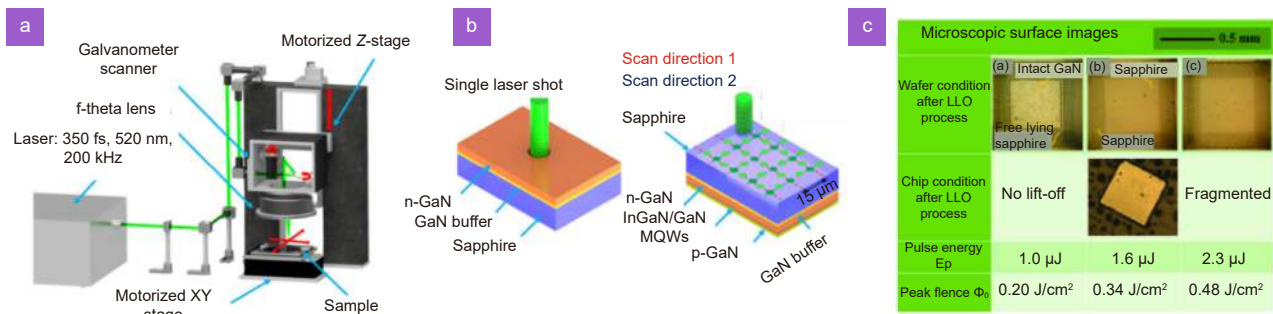 a
Galvanometer
scanner
Motorized Z-stage
f-theta lens
Laser: 350 fs, 520 nm,
200 kHz
Motorized XY
stage
Sample
b
Single laser shot
n-GaN
GaN buffer
Sapphire
Scan direction 1
Scan direction 2
Sapphire
15 μm
n-GaN
InGaN/GaN
MQWs
p-GaN
GaN buffer
c
Microscopic surface images
0.5 mm
Wafer condition
after LLO
process
(a) Intact GaN
Free lying
sapphire
(b) Sapphire
Sapphire
(c)
Chip condition
after LLO
process
No lift-off
Fragmented
Pulse energy
Ep
1.0 μJ
1.6 μJ
2.3 μJ
Peak flence Φ₀
0.20 J/cm²
0.34 J/cm²
0.48 J/cm²